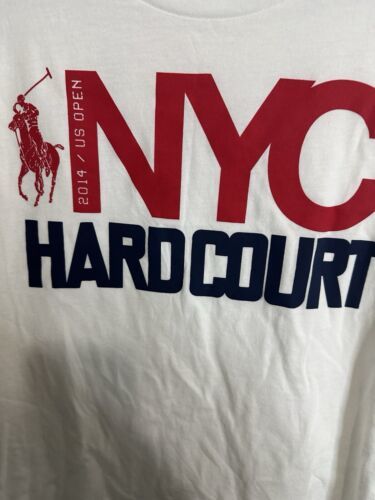 2014 / US OPEN
NYC
HARD COURT